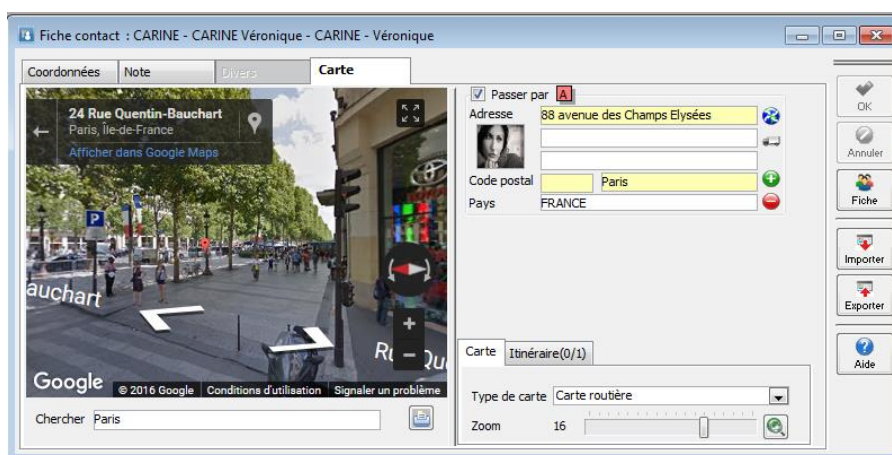 Fiche contact : CARINE - CARINE Véronique - CARINE - Véronique
Coordonnées Note Divers Carte
24 Rue Quentin-Bauchart
Paris, Île-de-France
Afficher dans Google Maps
P
auchart
Ru
Qu
Google © 2016 Google Conditions d'utilisation Signaler un problème
Chercher Paris
Passer par A
Adresse 88 avenue des Champs Elysées
Code postal Paris
Pays FRANCE
Carte Itinéraire(0/1)
Type de carte Carte routière
Zoom 16
OK
Annuler
Fiche
Importer
Exporter
Aide